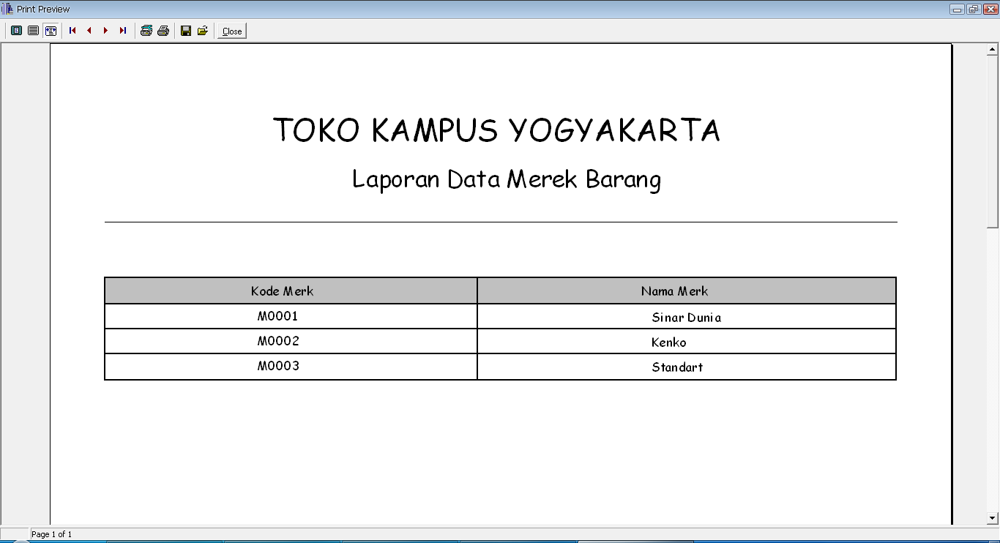 Print Preview
Close
TOKO KAMPUS YOGYAKARTA
Laporan Data Merek Barang
Kode Merk Nama Merk
M0001 Sinar Dunia
M0002 Kenko
M0003 Standart
Page 1 of 1